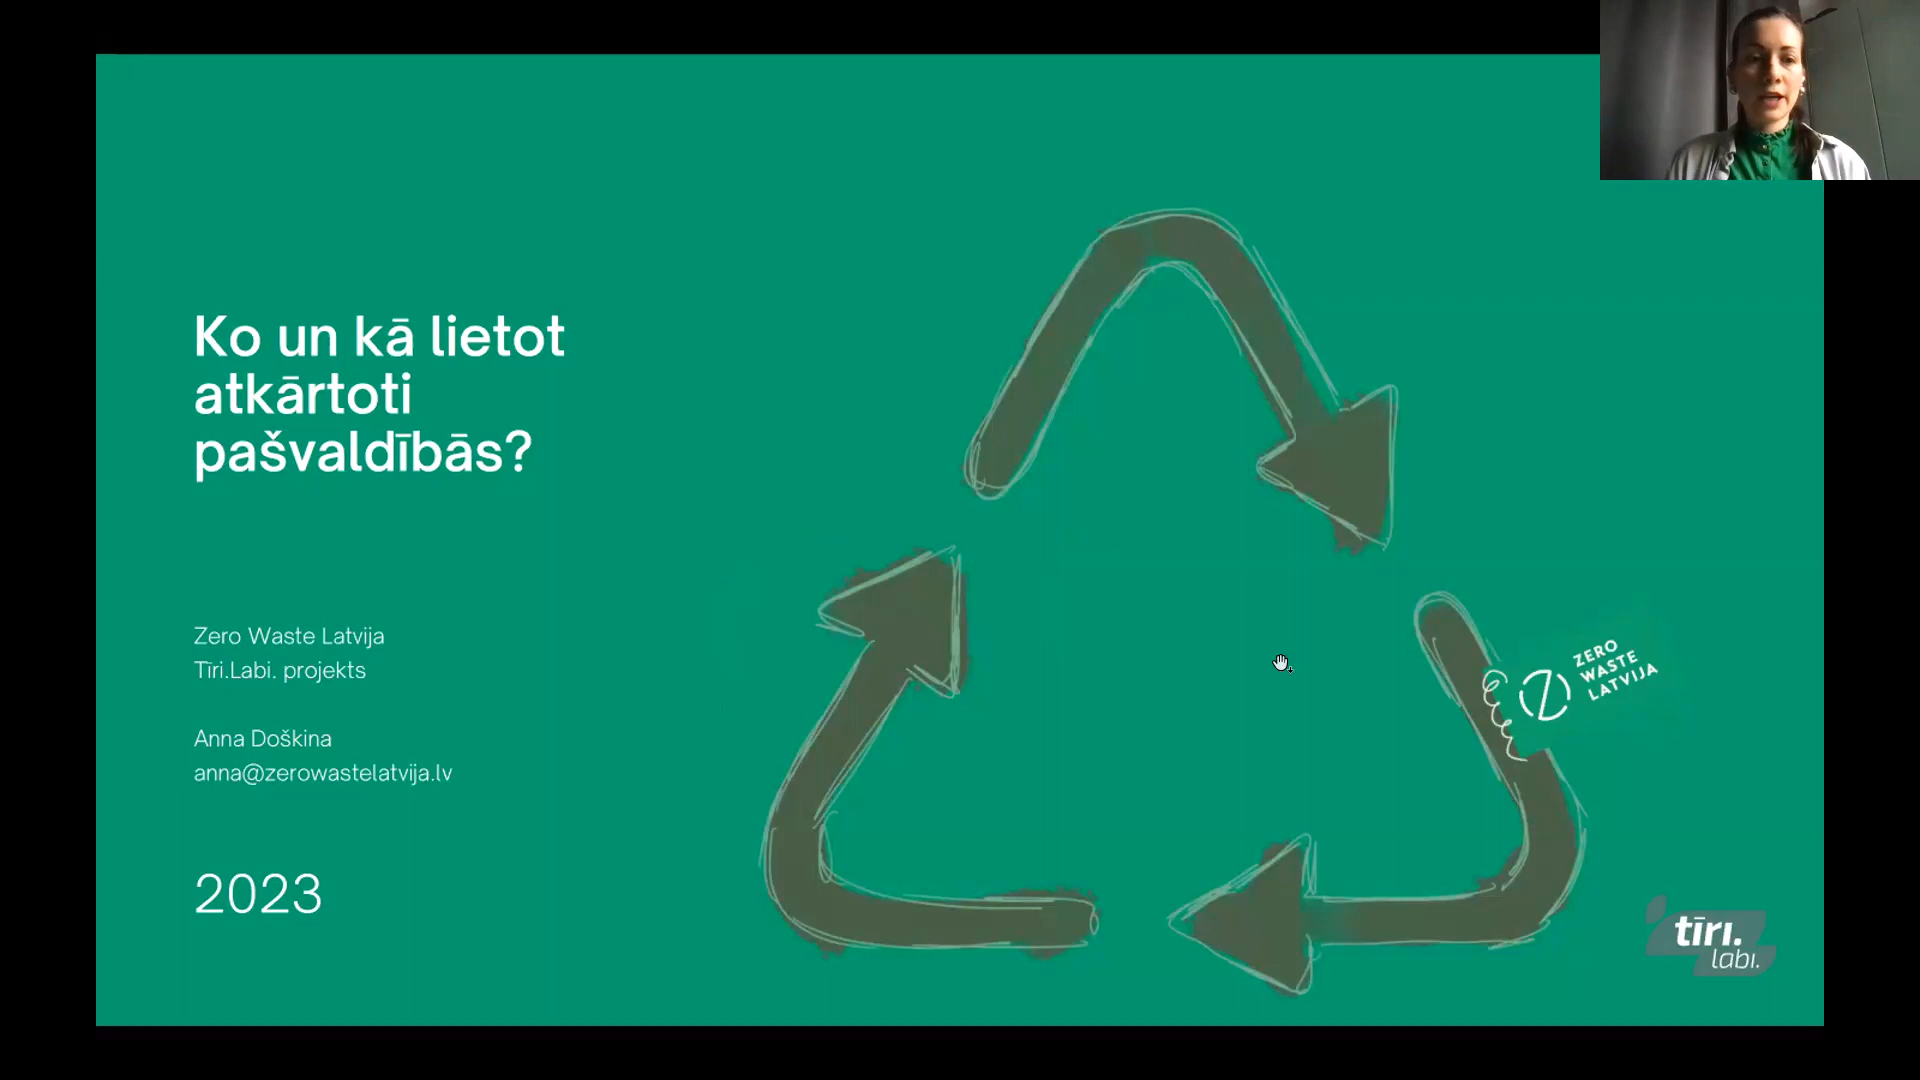 Ko un kā lietot
atkārtoti
pašvaldībās?
Zero Waste Latvija
Tīri.Labi. projekts
Anna Doškina
anna@zerowastelatvija.lv
2023
ZERO
WASTE
LATVIJA
tīri.
labi.